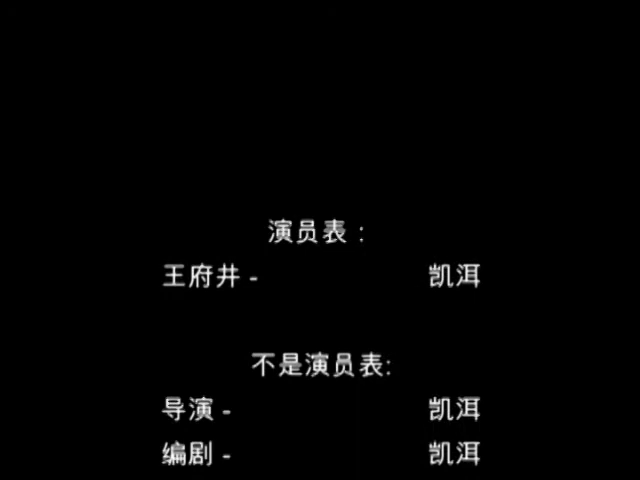 演员表：
王府井 - 凯洱
不是演员表:
导演 - 凯洱
编剧 - 凯洱